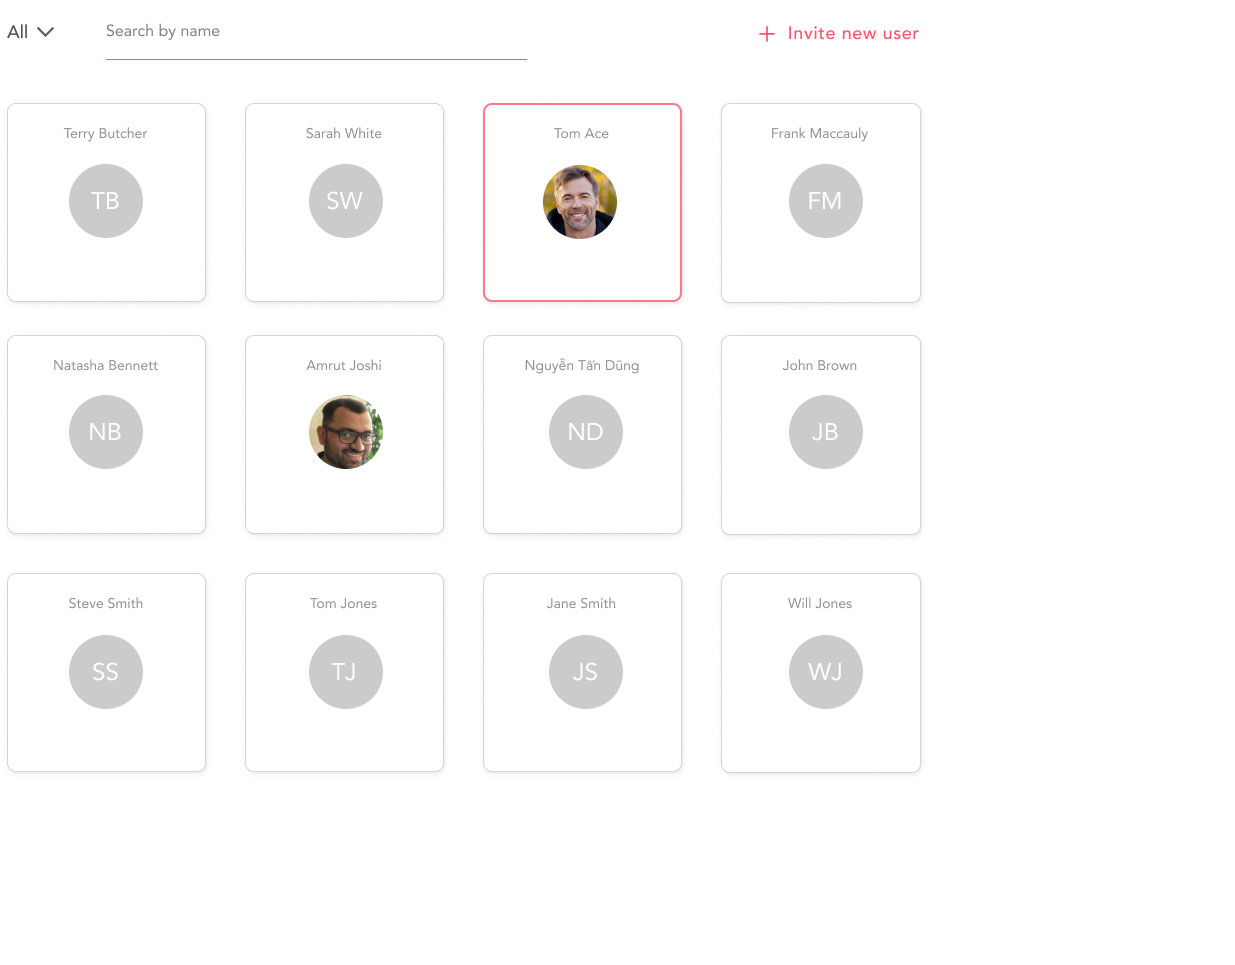 All
Search by name
+ Invite new user
Terry Butcher
Sarah White
Tom Ace
Frank Maccauly
TB
SW
FM
Natasha Bennett
Amrut Joshi
Nguyễn Tấn Dũng
John Brown
NB
ND
JB
Steve Smith
Tom Jones
Jane Smith
Will Jones
SS
TJ
JS
WJ